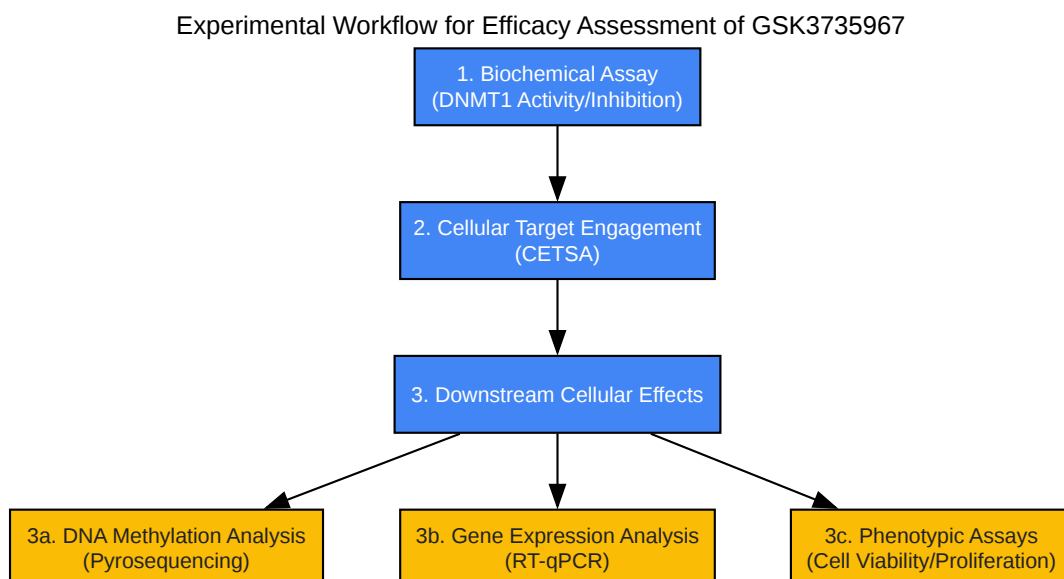 Experimental Workflow for Efficacy Assessment of GSK3735967
1. Biochemical Assay
(DNMT1 Activity/Inhibition)
2. Cellular Target Engagement
(CETSA)
3. Downstream Cellular Effects
3a. DNA Methylation Analysis
(Pyrosequencing)
3b. Gene Expression Analysis
(RT-qPCR)
3c. Phenotypic Assays
(Cell Viability/Proliferation)